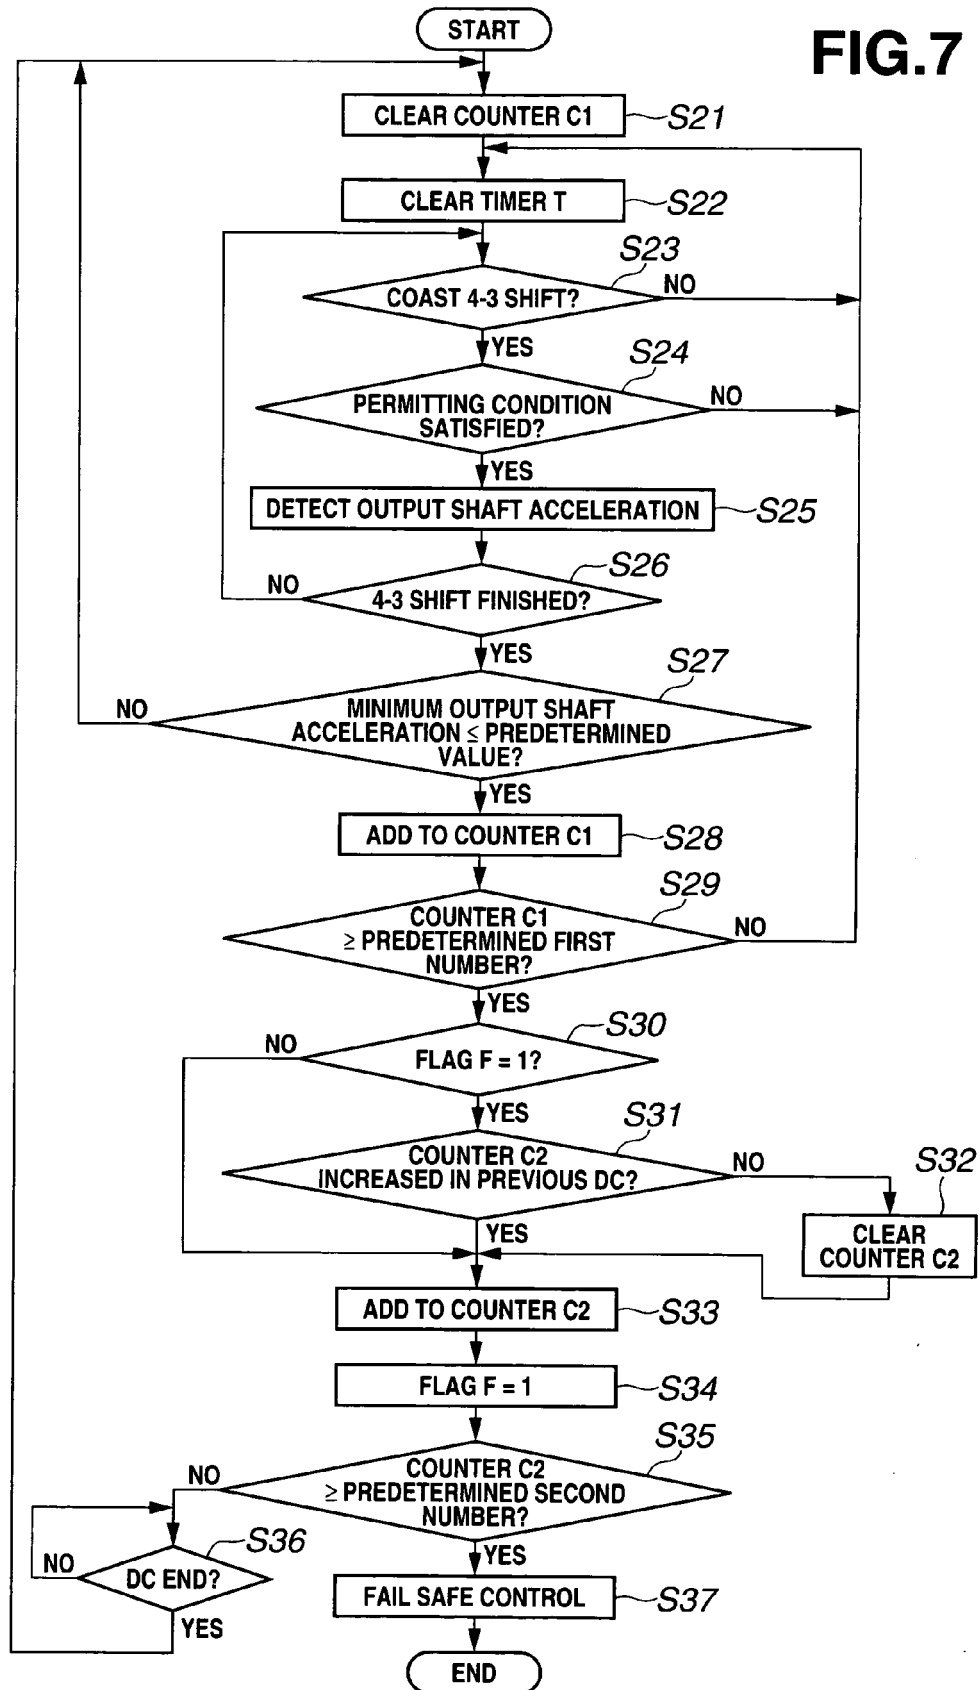 START
FIG.7
CLEAR COUNTER C1
S21
CLEAR TIMER T
S22
S23
COAST 4-3 SHIFT?
NO
YES
S24
PERMITTING CONDITION
SATISFIED?
NO
YES
DETECT OUTPUT SHAFT ACCELERATION
S25
S26
NO
4-3 SHIFT FINISHED?
YES
S27
NO
MINIMUM OUTPUT SHAFT
ACCELERATION ≤ PREDETERMINED
VALUE?
YES
ADD TO COUNTER C1
S28
S29
COUNTER C1
≥ PREDETERMINED FIRST
NUMBER?
NO
YES
S30
NO
FLAG F = 1?
YES
S31
COUNTER C2
INCREASED IN PREVIOUS DC?
NO
S32
YES
CLEAR
COUNTER C2
ADD TO COUNTER C2
S33
FLAG F = 1
S34
S35
NO
COUNTER C2
≥ PREDETERMINED SECOND
NUMBER?
S36
NO
DC END?
YES
YES
FAIL SAFE CONTROL
S37
END